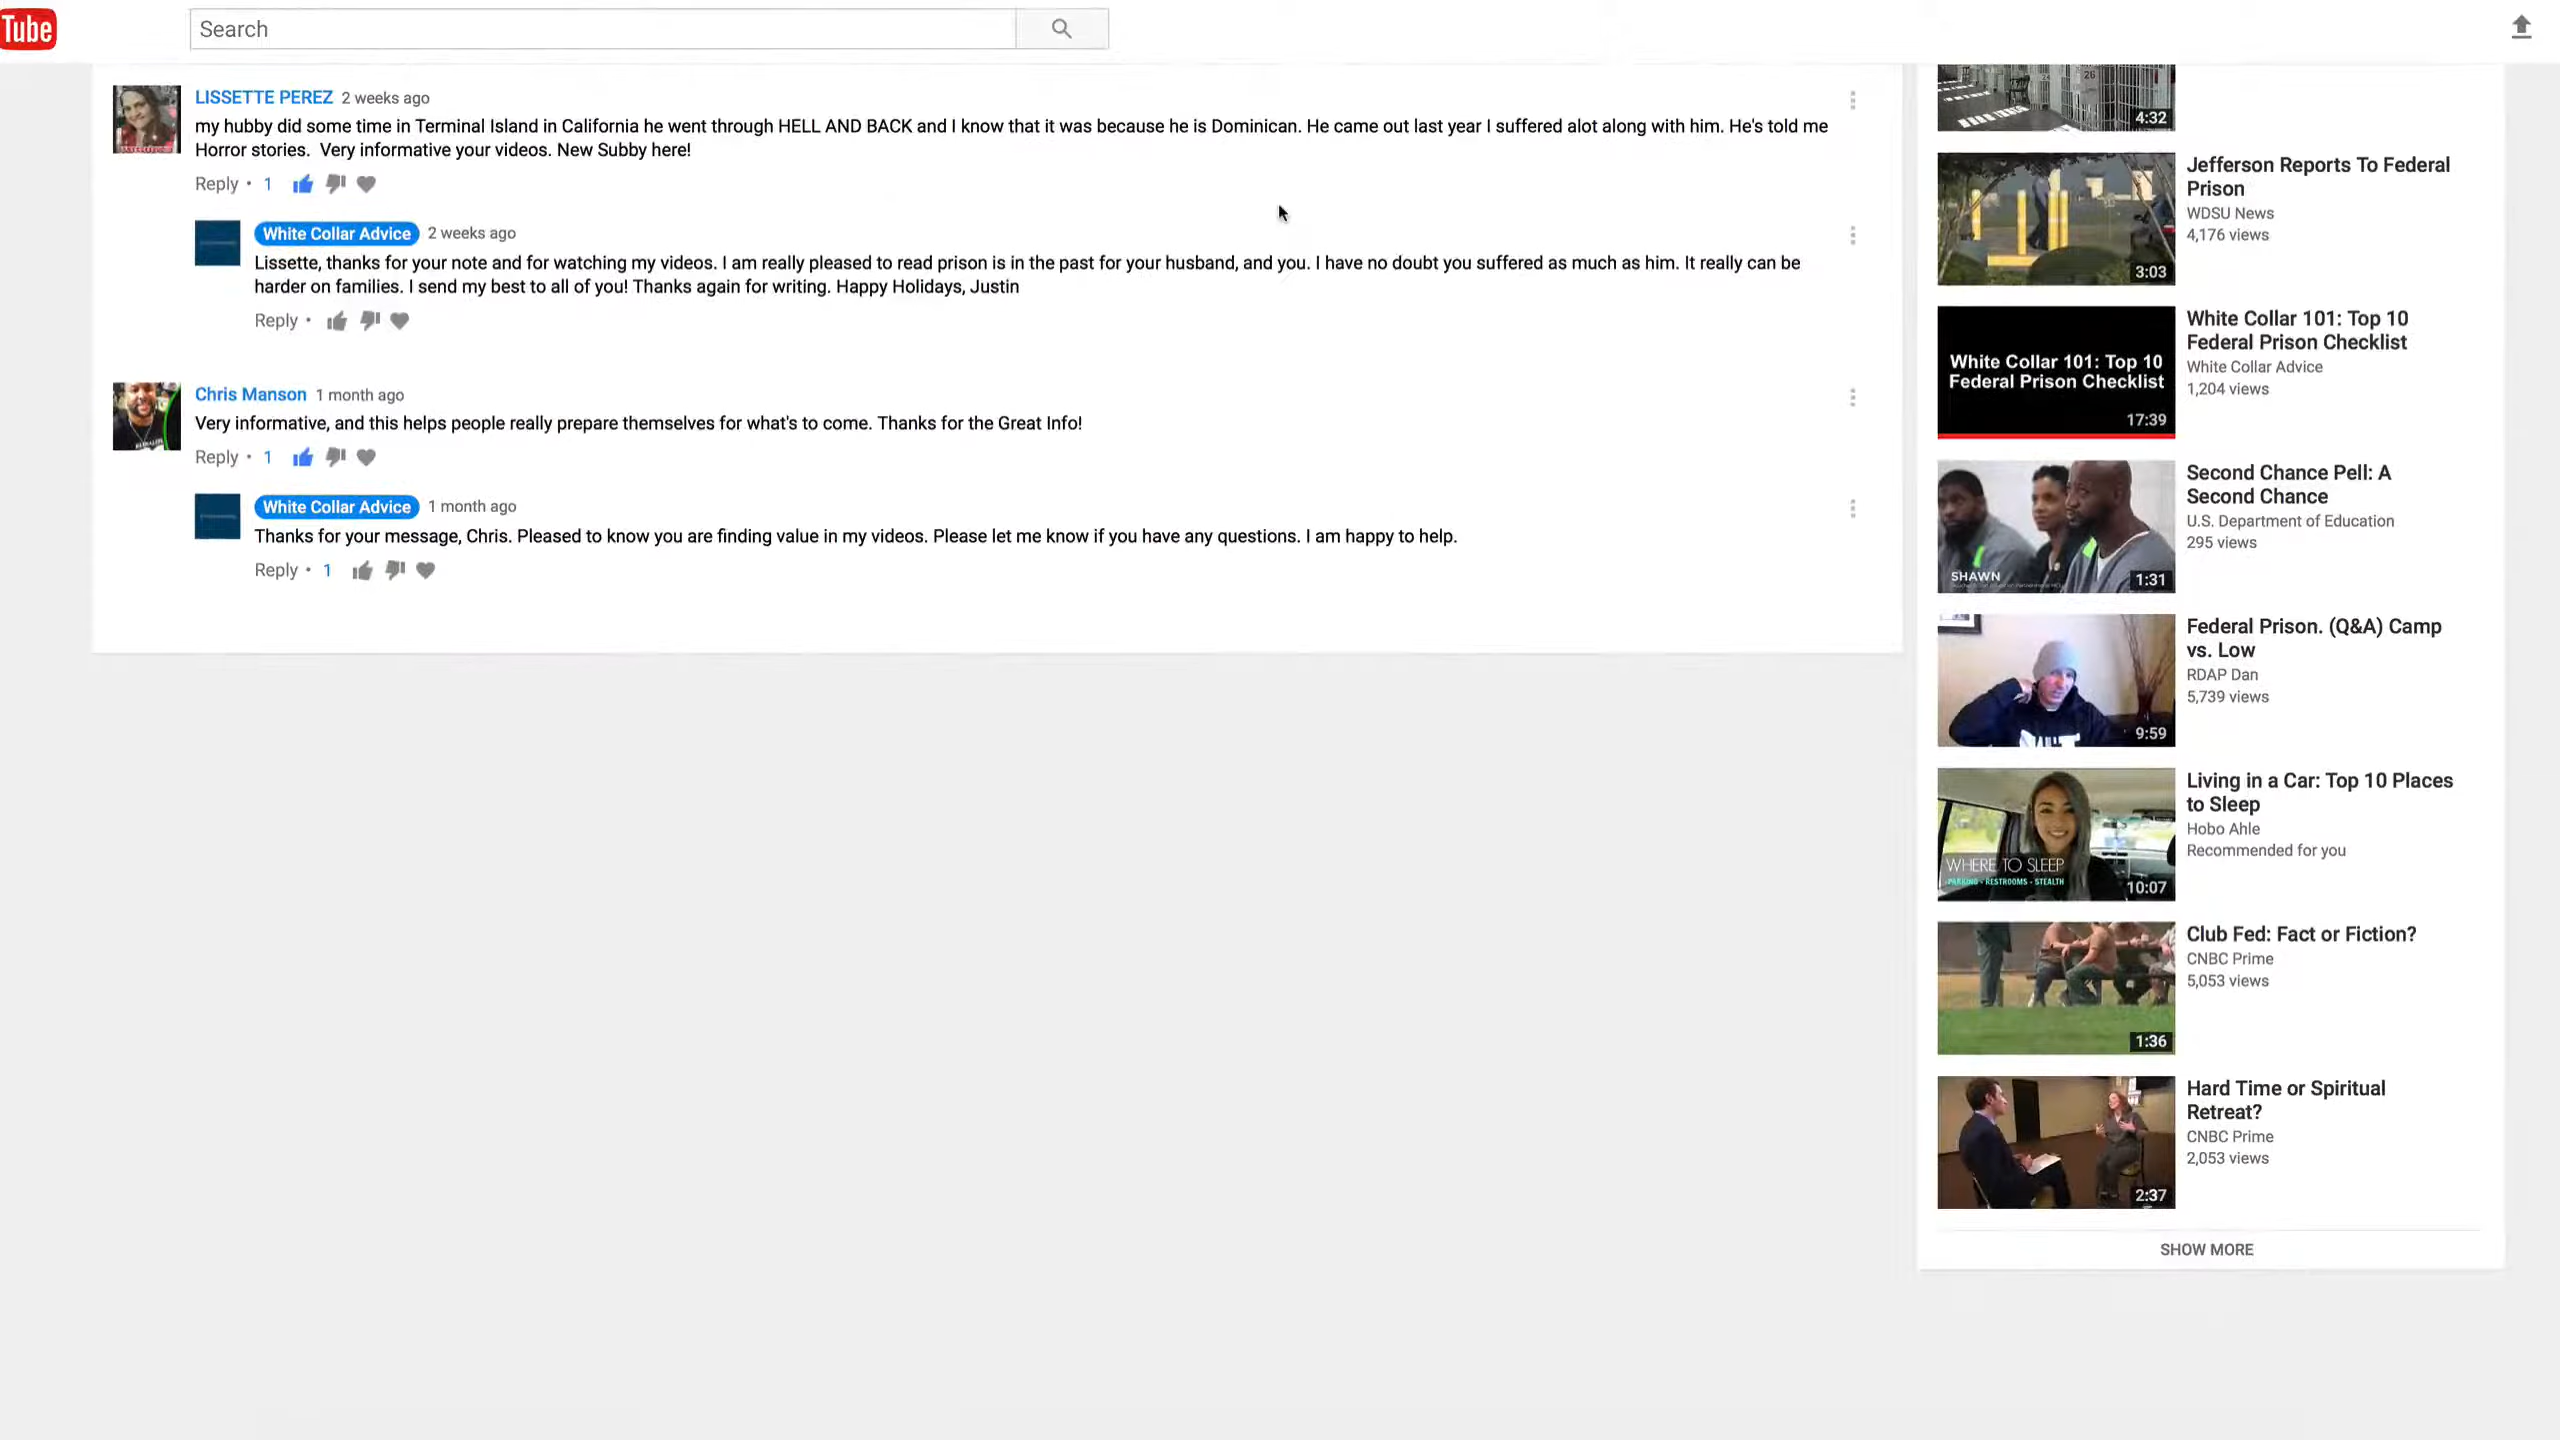 Tube
Search
LISSETTE PEREZ 2 weeks ago
my hubby did some time in Terminal Island in California he went through HELL AND BACK and I know that it was because he is Dominican. He came out last year I suffered alot along with him. He's told me
Horror stories.  Very informative your videos. New Subby here!
Reply • 1
White Collar Advice 2 weeks ago
Lissette, thanks for your note and for watching my videos. I am really pleased to read prison is in the past for your husband, and you. I have no doubt you suffered as much as him. It really can be
harder on families. I send my best to all of you! Thanks again for writing. Happy Holidays, Justin
Reply •
Chris Manson 1 month ago
Very informative, and this helps people really prepare themselves for what's to come. Thanks for the Great Info!
Reply • 1
White Collar Advice 1 month ago
Thanks for your message, Chris. Pleased to know you are finding value in my videos. Please let me know if you have any questions. I am happy to help.
Reply • 1
26
4:32
3:03
Jefferson Reports To Federal
Prison
WDSU News
4,176 views
White Collar 101: Top 10
Federal Prison Checklist
17:39
White Collar 101: Top 10
Federal Prison Checklist
White Collar Advice
1,204 views
SHAWN
1:31
Second Chance Pell: A
Second Chance
U.S. Department of Education
295 views
9:59
Federal Prison. (Q&A) Camp
vs. Low
RDAP Dan
5,739 views
WHERE TO SLEEP
PARKING - RESTROOMS - STEALTH
10:07
Living in a Car: Top 10 Places
to Sleep
Hobo Ahle
Recommended for you
1:36
Club Fed: Fact or Fiction?
CNBC Prime
5,053 views
2:37
Hard Time or Spiritual
Retreat?
CNBC Prime
2,053 views
SHOW MORE